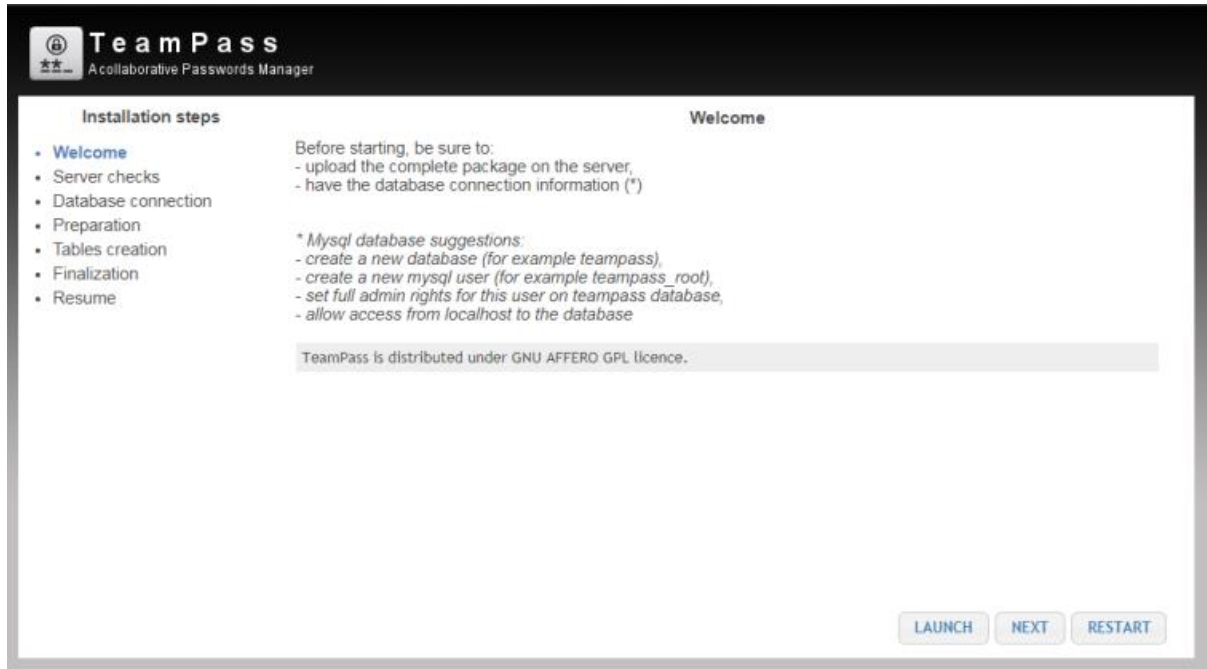 TeamPass
A collaborative Passwords Manager
Installation steps
• Welcome
• Server checks
• Database connection
• Preparation
• Tables creation
• Finalization
• Resume
Welcome
Before starting, be sure to:
- upload the complete package on the server,
- have the database connection information (*)
* Mysql database suggestions:
- create a new database (for example teampass),
- create a new mysql user (for example teampass_root),
- set full admin rights for this user on teampass database,
- allow access from localhost to the database
TeamPass is distributed under GNU AFFERO GPL licence.
LAUNCH NEXT RESTART